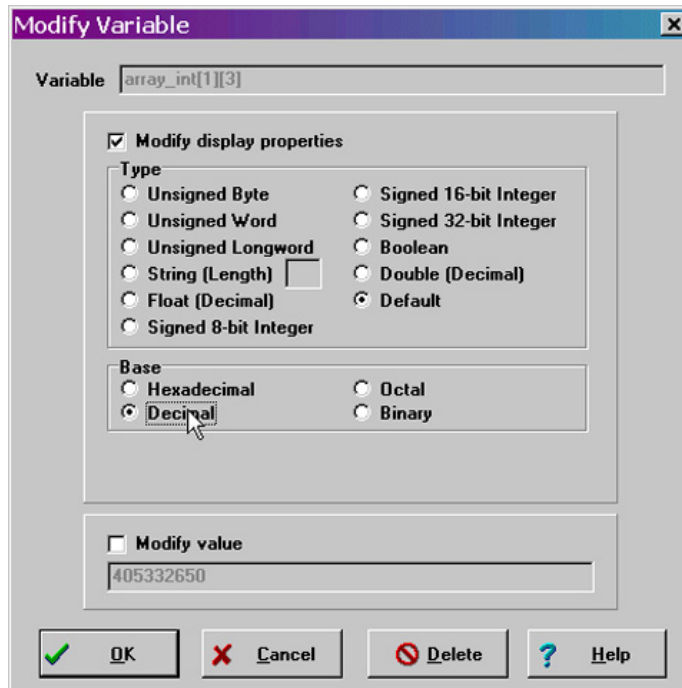 Modify Variable
Variable array_int[1][3]
Modify display properties
Type
Unsigned Byte
Unsigned Word
Unsigned Longword
String (Length)
Float (Decimal)
Signed 8-bit Integer
Signed 16-bit Integer
Signed 32-bit Integer
Boolean
Double (Decimal)
Default
Base
Hexadecimal
Decimal
Octal
Binary
Modify value
405332650
OK Cancel Delete ? Help